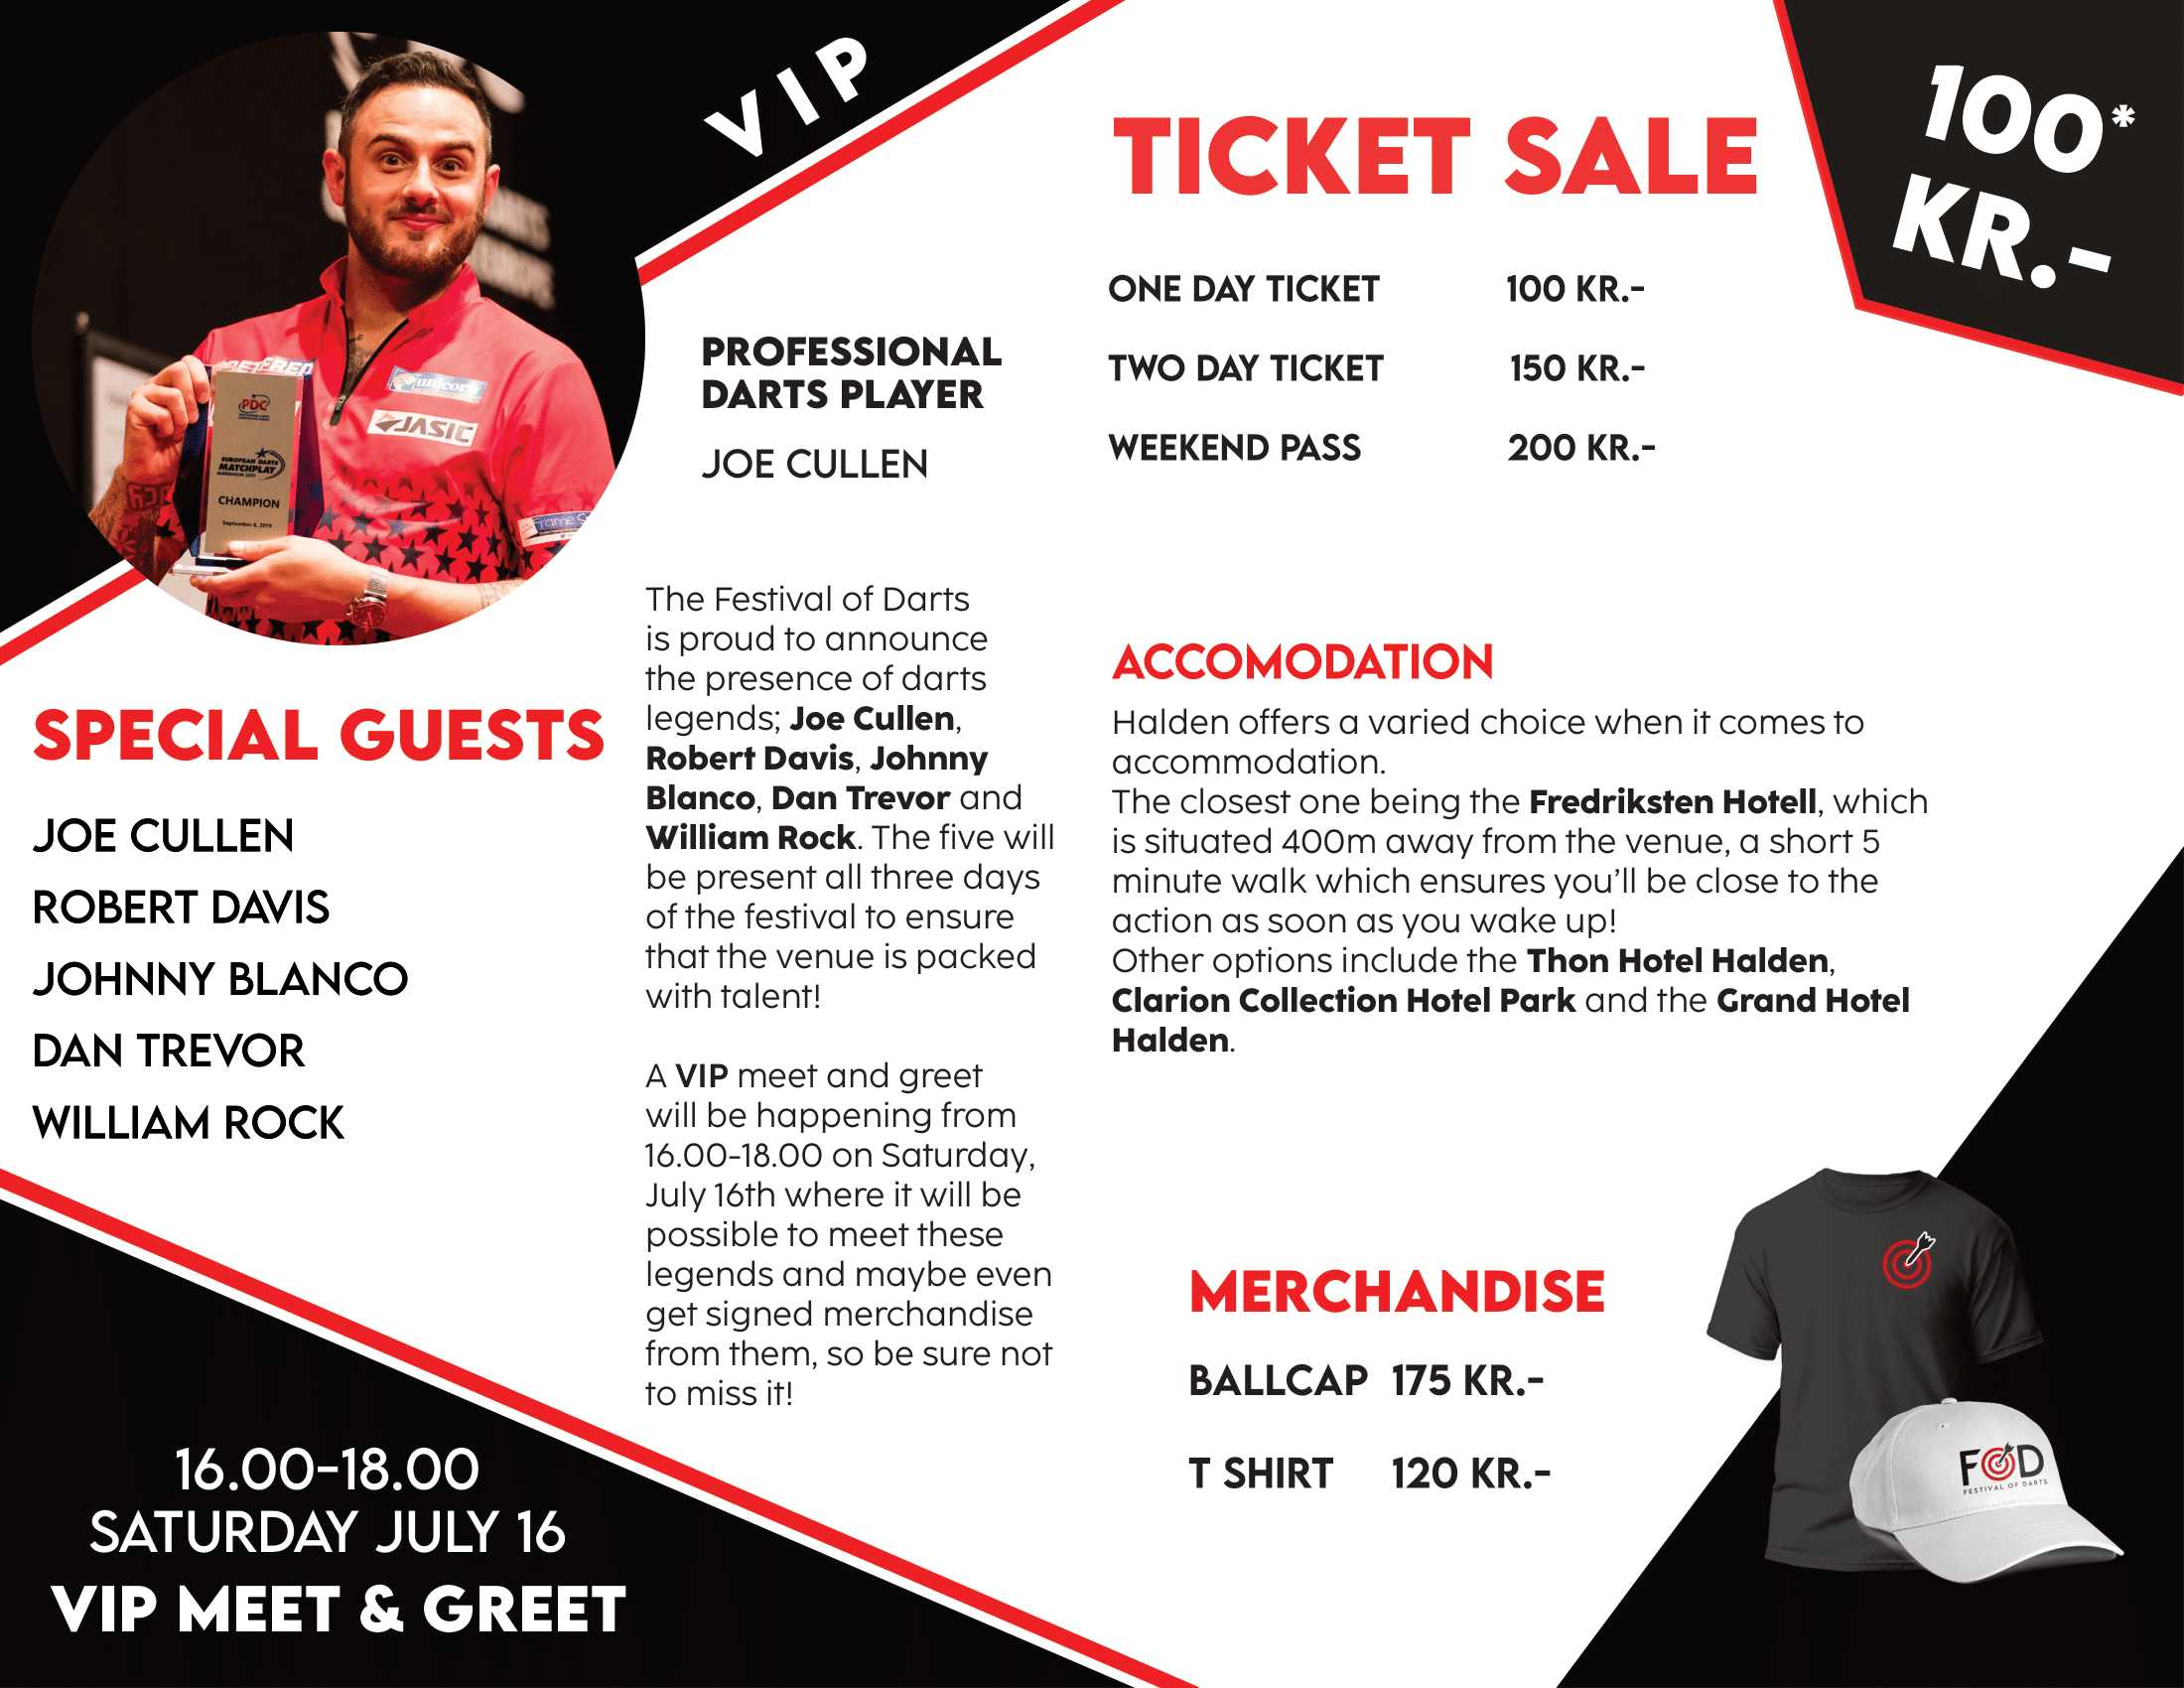 VIP
PROFESSIONAL
DARTS PLAYER
JOE CULLEN
BETFRED
unicorn
JASIC
PDC
EUROPEAN DARTS
MATCHPLAY
CHAMPION
September 8, 2019
SPECIAL GUESTS
JOE CULLEN
ROBERT DAVIS
JOHNNY BLANCO
DAN TREVOR
WILLIAM ROCK
16.00-18.00
SATURDAY JULY 16
VIP MEET & GREET
The Festival of Darts
is proud to announce
the presence of darts
legends; Joe Cullen,
Robert Davis, Johnny
Blanco, Dan Trevor and
William Rock. The five will
be present all three days
of the festival to ensure
that the venue is packed
with talent!
A VIP meet and greet
will be happening from
16.00-18.00 on Saturday,
July 16th where it will be
possible to meet these
legends and maybe even
get signed merchandise
from them, so be sure not
to miss it!
TICKET SALE
100*
KR.-
ONE DAY TICKET 100 KR.-
TWO DAY TICKET 150 KR.-
WEEKEND PASS 200 KR.-
ACCOMODATION
Halden offers a varied choice when it comes to
accommodation.
The closest one being the Fredriksten Hotell, which
is situated 400m away from the venue, a short 5
minute walk which ensures you'll be close to the
action as soon as you wake up!
Other options include the Thon Hotel Halden,
Clarion Collection Hotel Park and the Grand Hotel
Halden.
MERCHANDISE
BALLCAP 175 KR.-
T SHIRT 120 KR.-
FOD
FESTIVAL OF DARTS